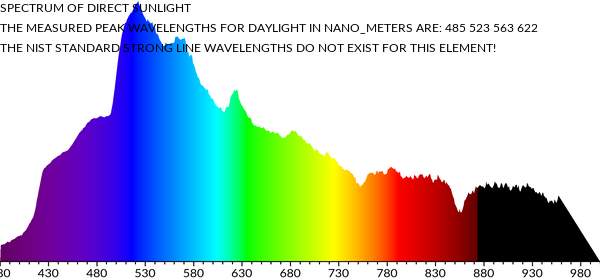 SPECTRUM OF DIRECT SUNLIGHT
THE MEASURED PEAK WAVELENGTHS FOR DAYLIGHT IN NANO_METERS ARE: 485 523 563 622
THE NIST STANDARD STRONG LINE WAVELENGTHS DO NOT EXIST FOR THIS ELEMENT!
80 430 480 530 580 630 680 730 780 830 880 930 980